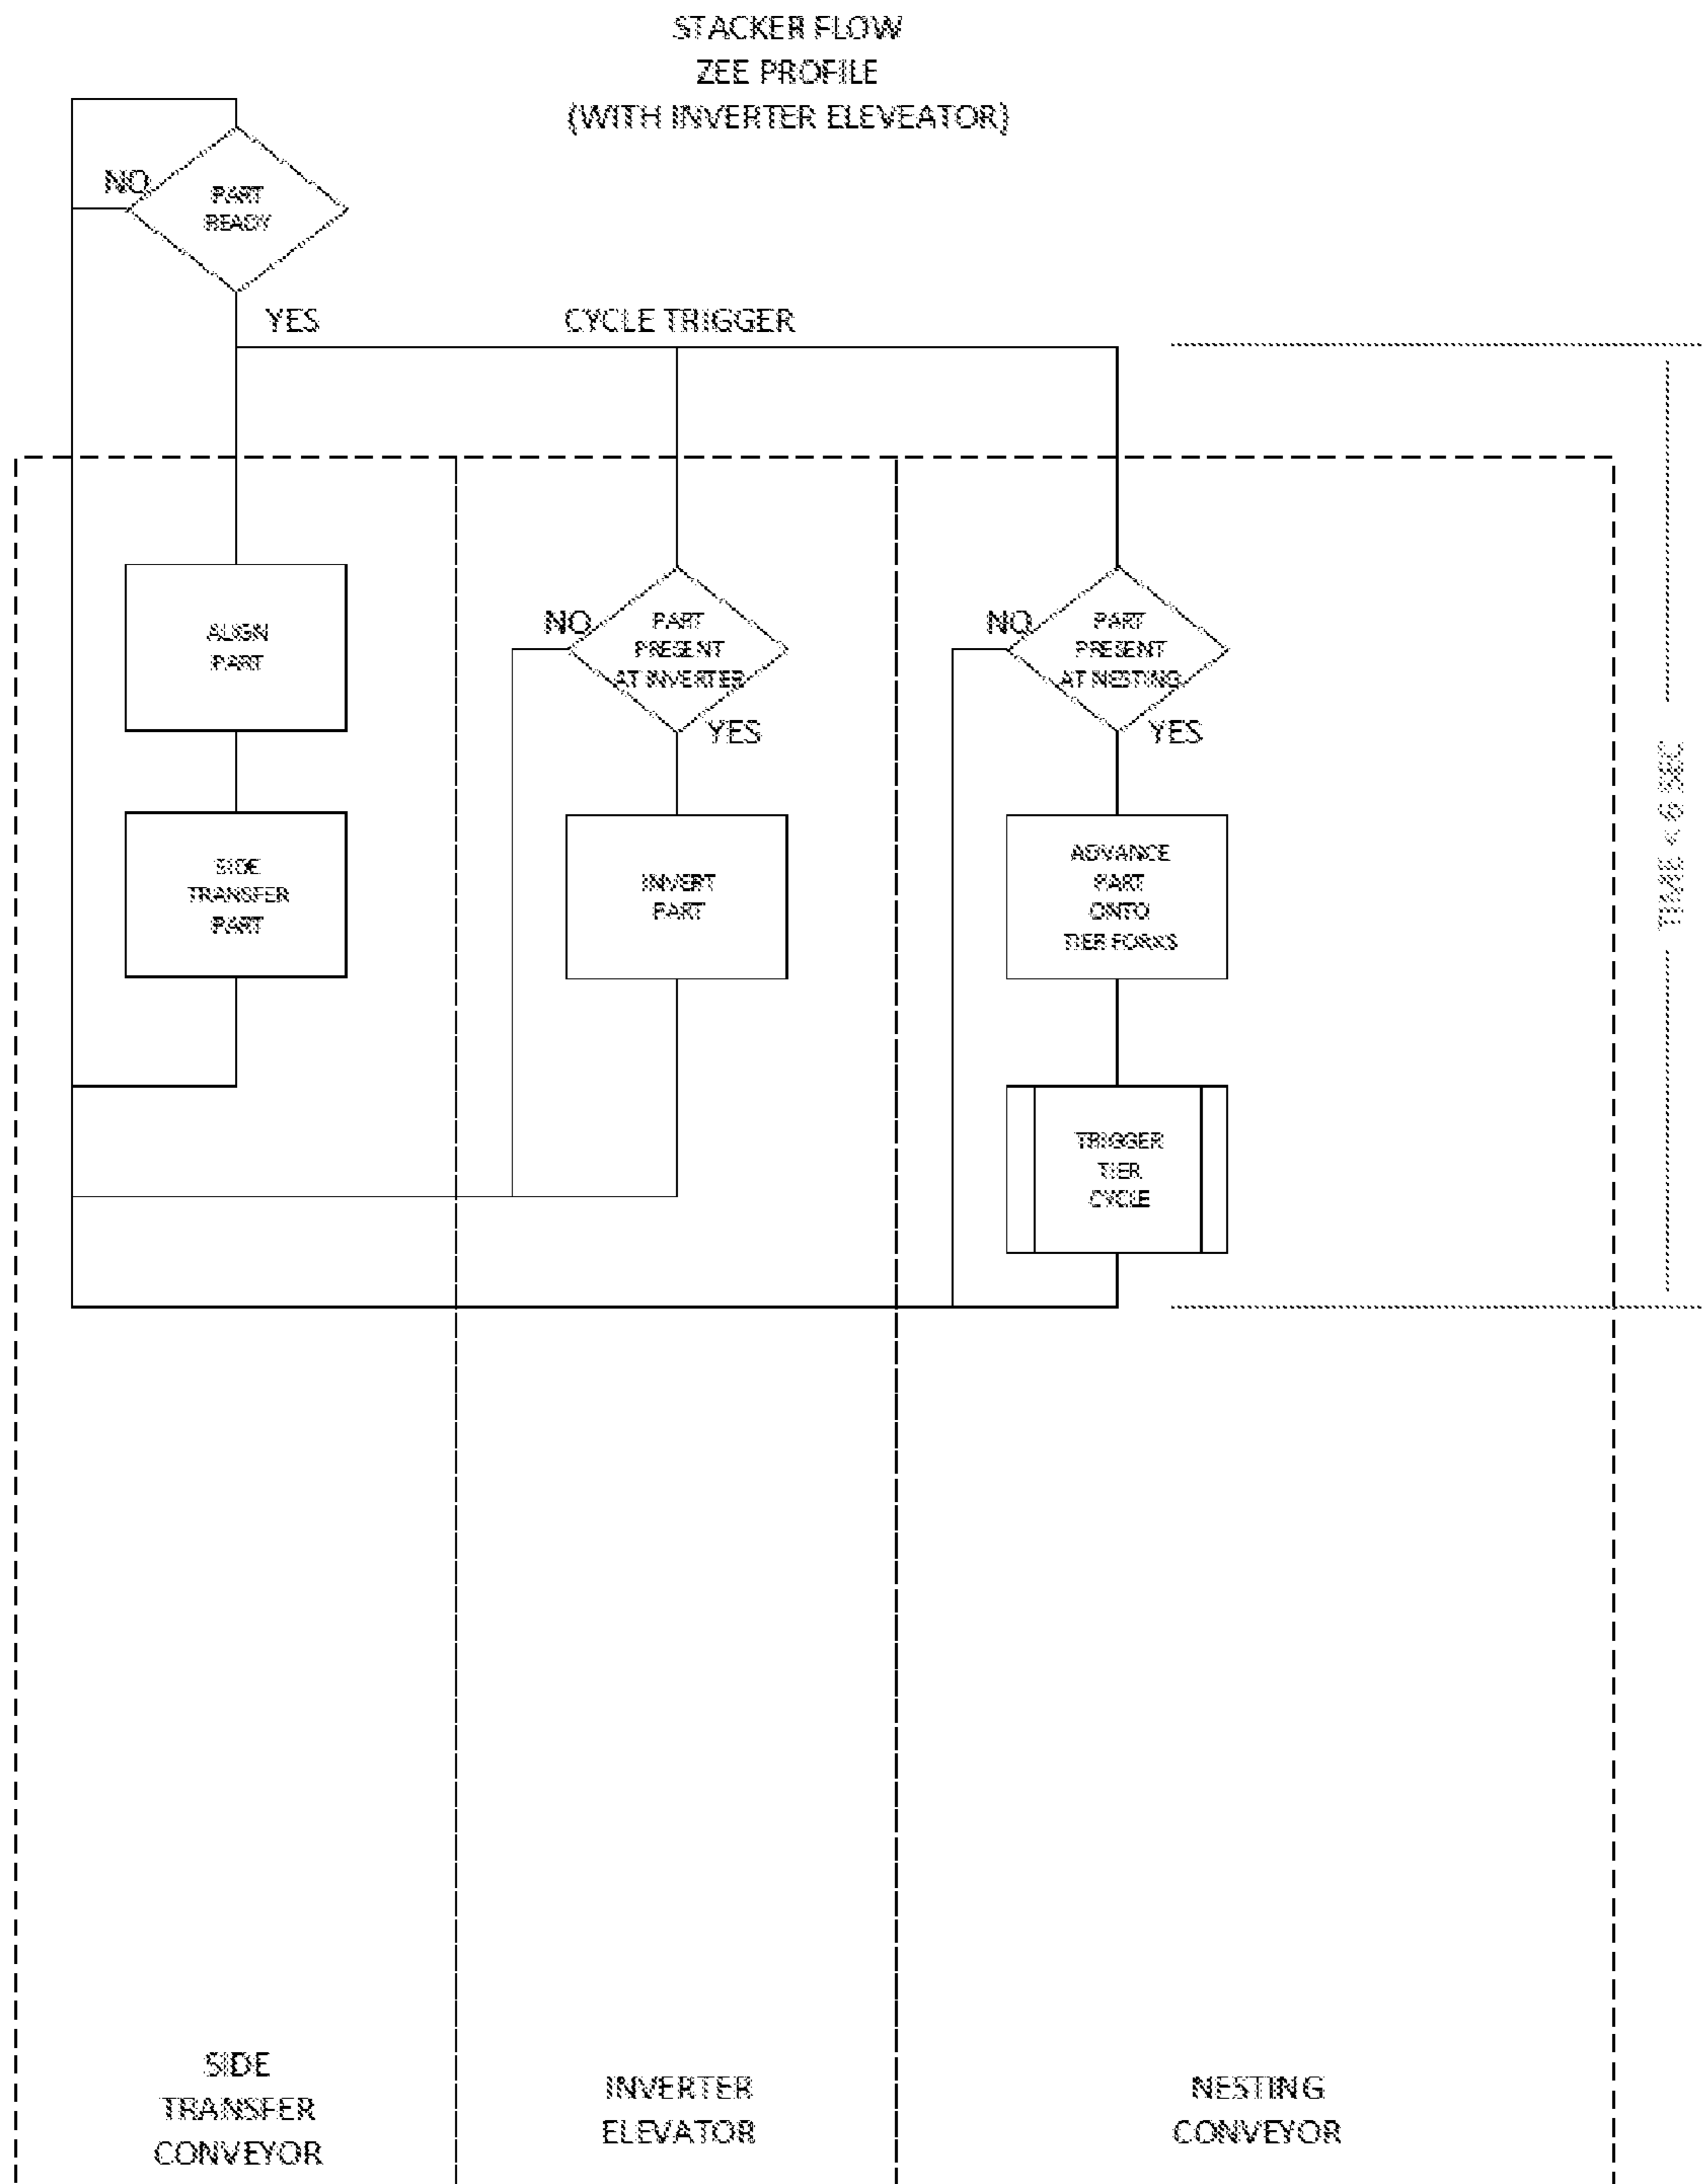 STACKER FLOW
ZEE PROFILE
(WITH INVERTER ELEVEATOR)
NO
PART
READY
YES
CYCLE TRIGGER
ALIGN
PART
NO
PART
PRESENT
AT INVERTER
YES
NO
PART
PRESENT
AT NESTING
YES
SIDE
TRANSFER
PART
INVERT
PART
ADVANCE
PART
ONTO
TIER FORKS
TIME < 6 SEC
TRIGGER
TIER
CYCLE
SIDE
TRANSFER
CONVEYOR
INVERTER
ELEVATOR
NESTING
CONVEYOR